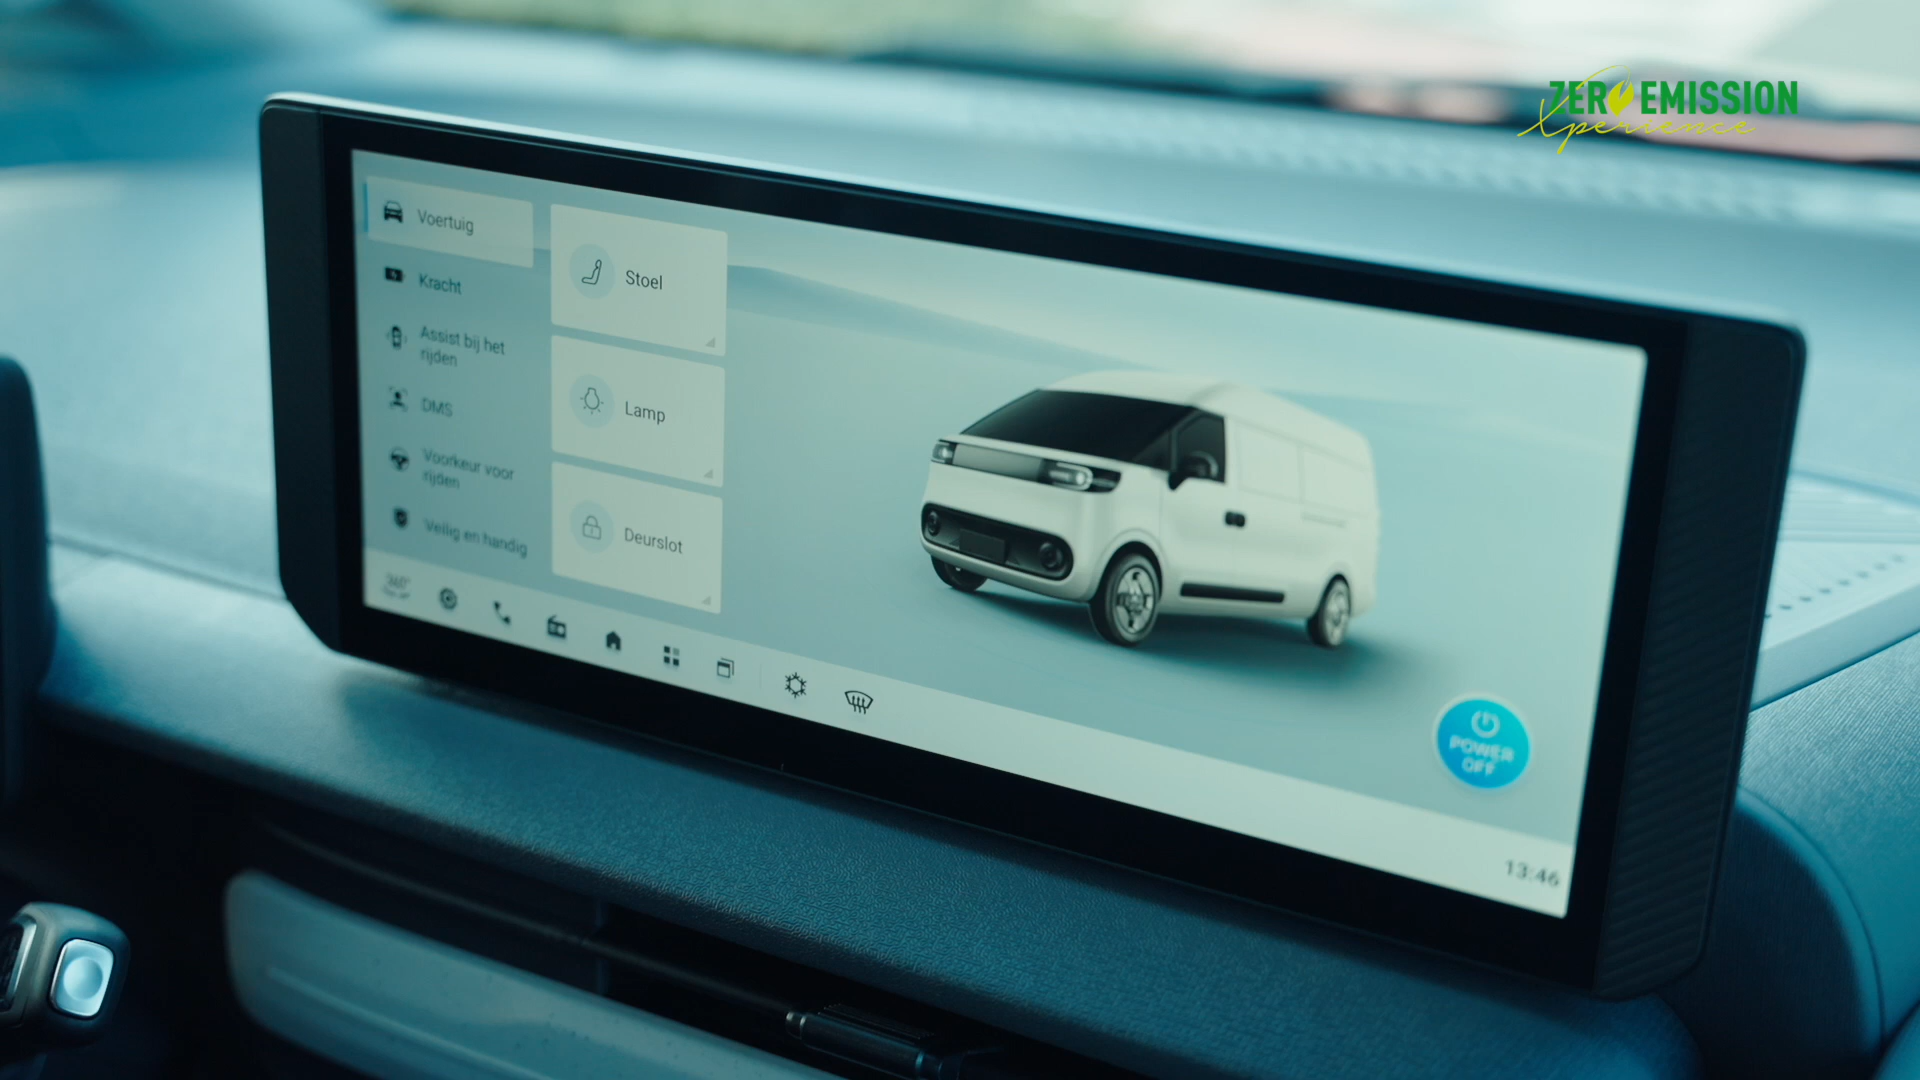 ZERO EMISSION
Xperience
Voertuig
Kracht
Assist bij het
rijden
DMS
Voorkeur voor
rijden
Veilig en handig
Stoel
Lamp
Deurslot
360°
POWER
OFF
13:46